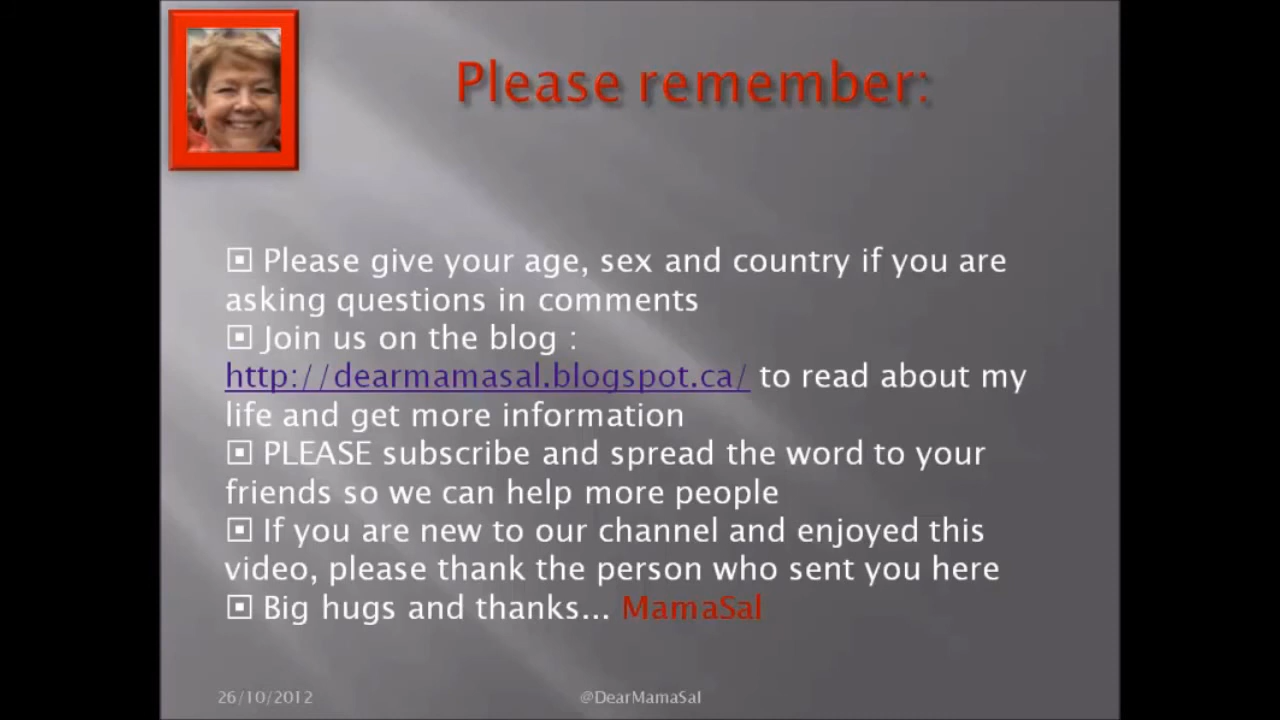 Please remember:
Please give your age, sex and country if you are
asking questions in comments
Join us on the blog :
http://dearmamasal.blogspot.ca/ to read about my
life and get more information
PLEASE subscribe and spread the word to your
friends so we can help more people
If you are new to our channel and enjoyed this
video, please thank the person who sent you here
Big hugs and thanks... MamaSal
26/10/2012 @DearMamaSal